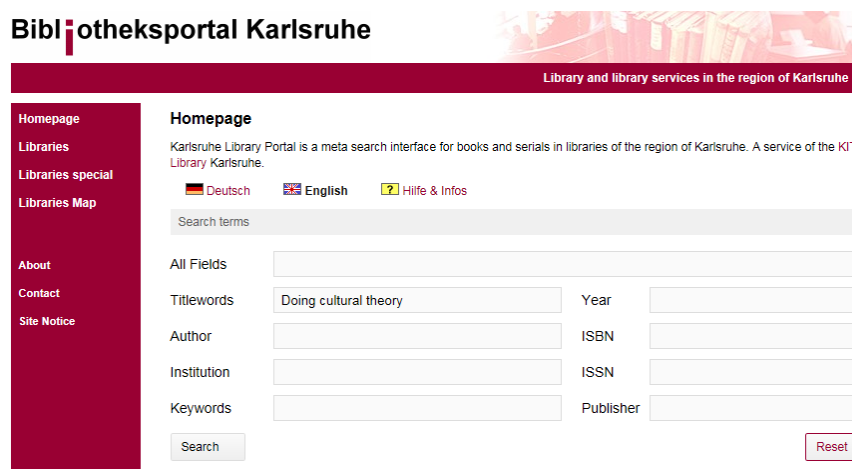 Bibliotheksportal Karlsruhe
Library and library services in the region of Karlsruhe
Homepage
Libraries
Libraries special
Libraries Map
About
Contact
Site Notice
Homepage
Karlsruhe Library Portal is a meta search interface for books and serials in libraries of the region of Karlsruhe. A service of the KIT
Library Karlsruhe.
Deutsch English ? Hilfe & Infos
Search terms
All Fields
Titlewords Doing cultural theory Year
Author ISBN
Institution ISSN
Keywords Publisher
Search Reset